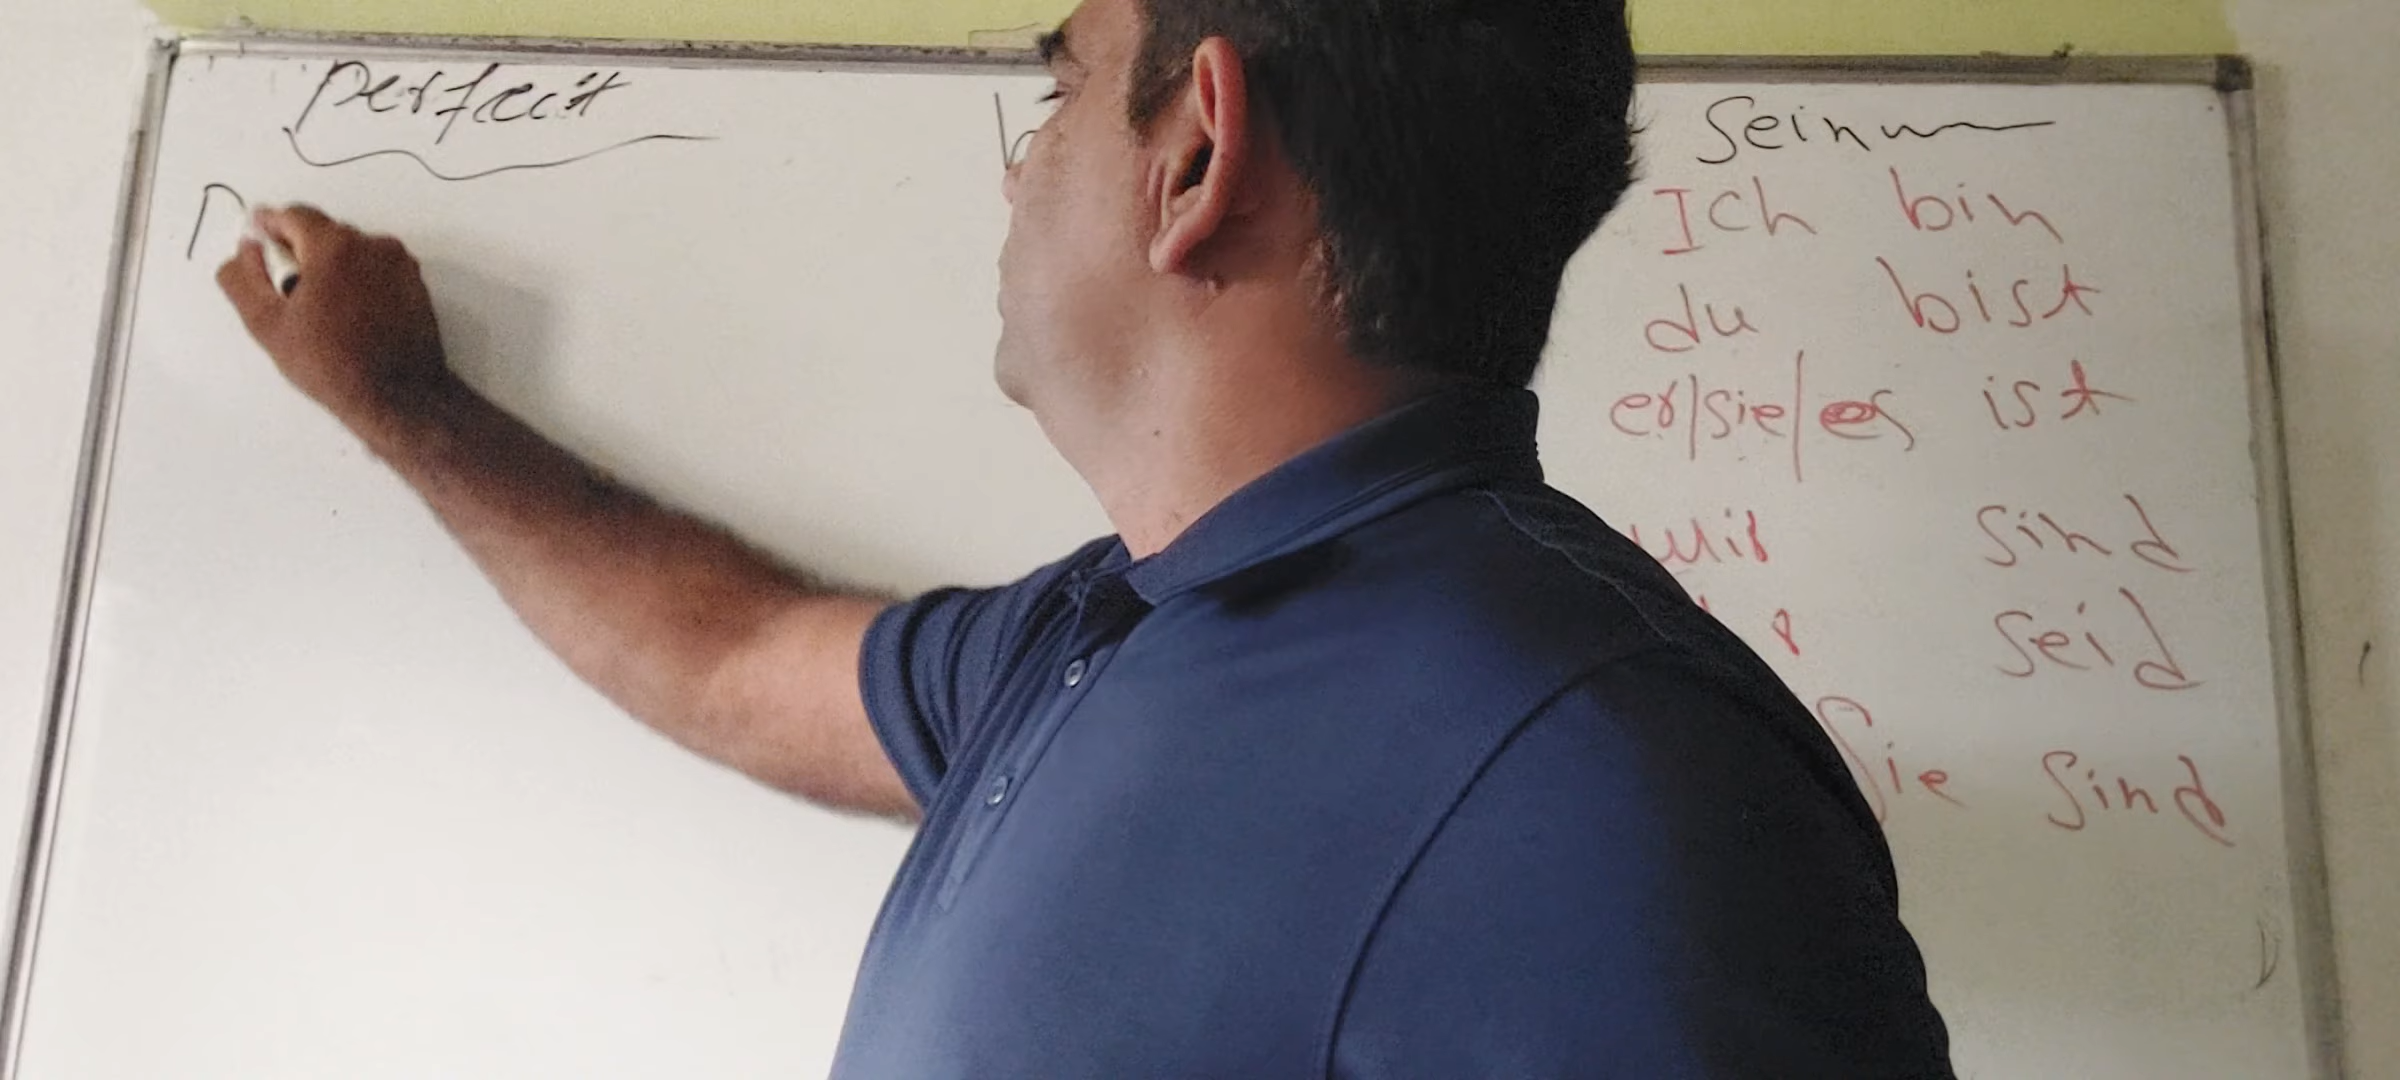 perfect
Sein
Ich bin
du bist
er/sie/es ist
wir sind
seid
Sie sind